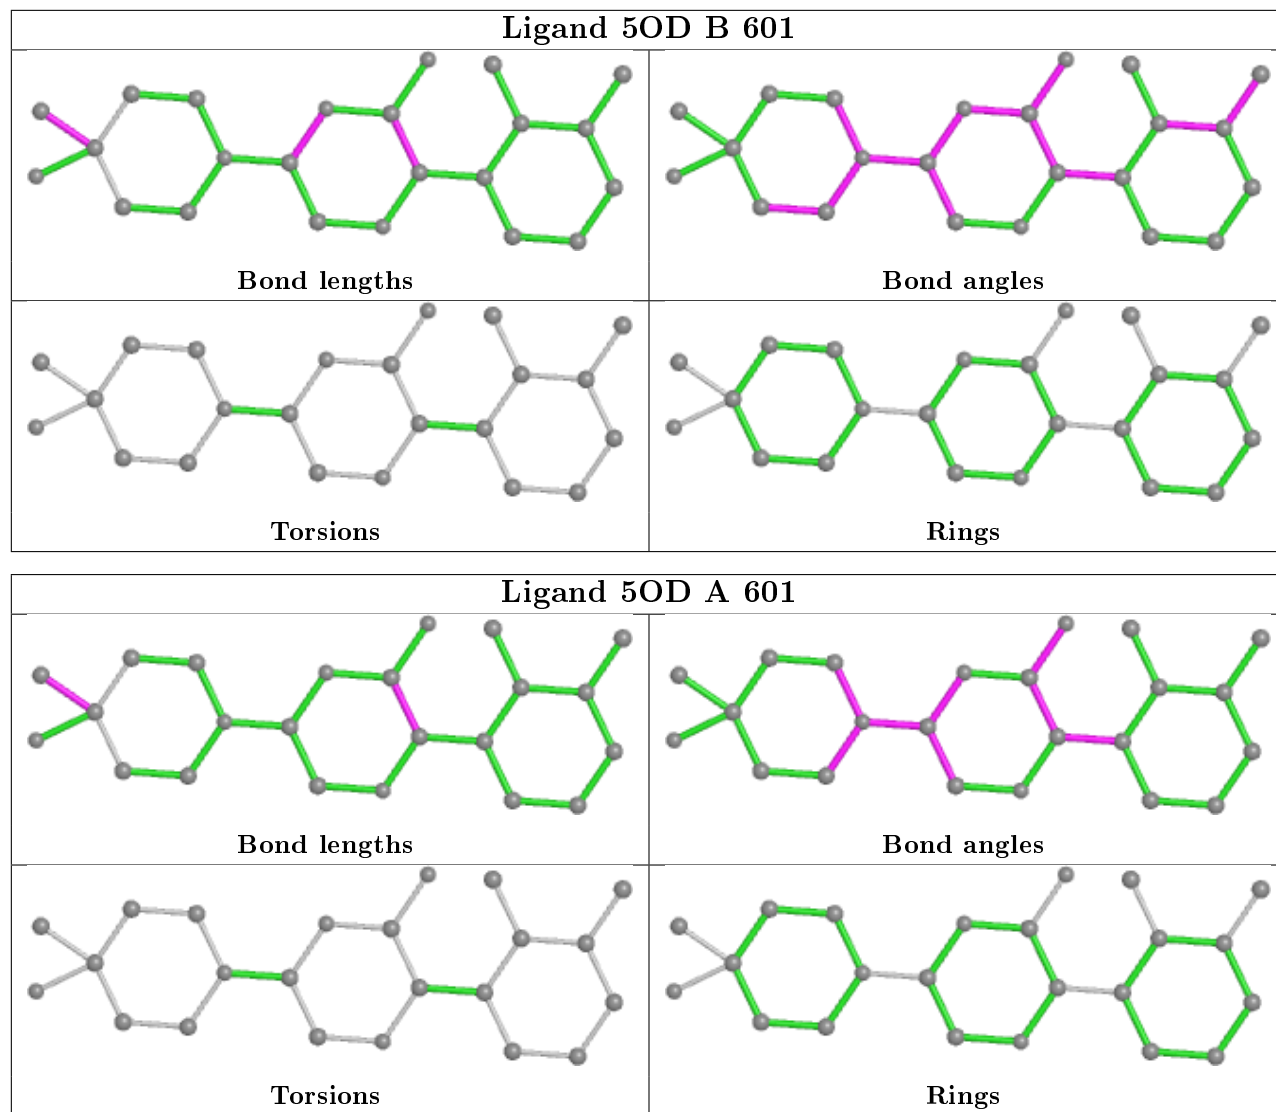 Ligand 5OD B 601
Bond lengths
Bond angles
Torsions
Rings
Ligand 5OD A 601
Bond lengths
Bond angles
Torsions
Rings